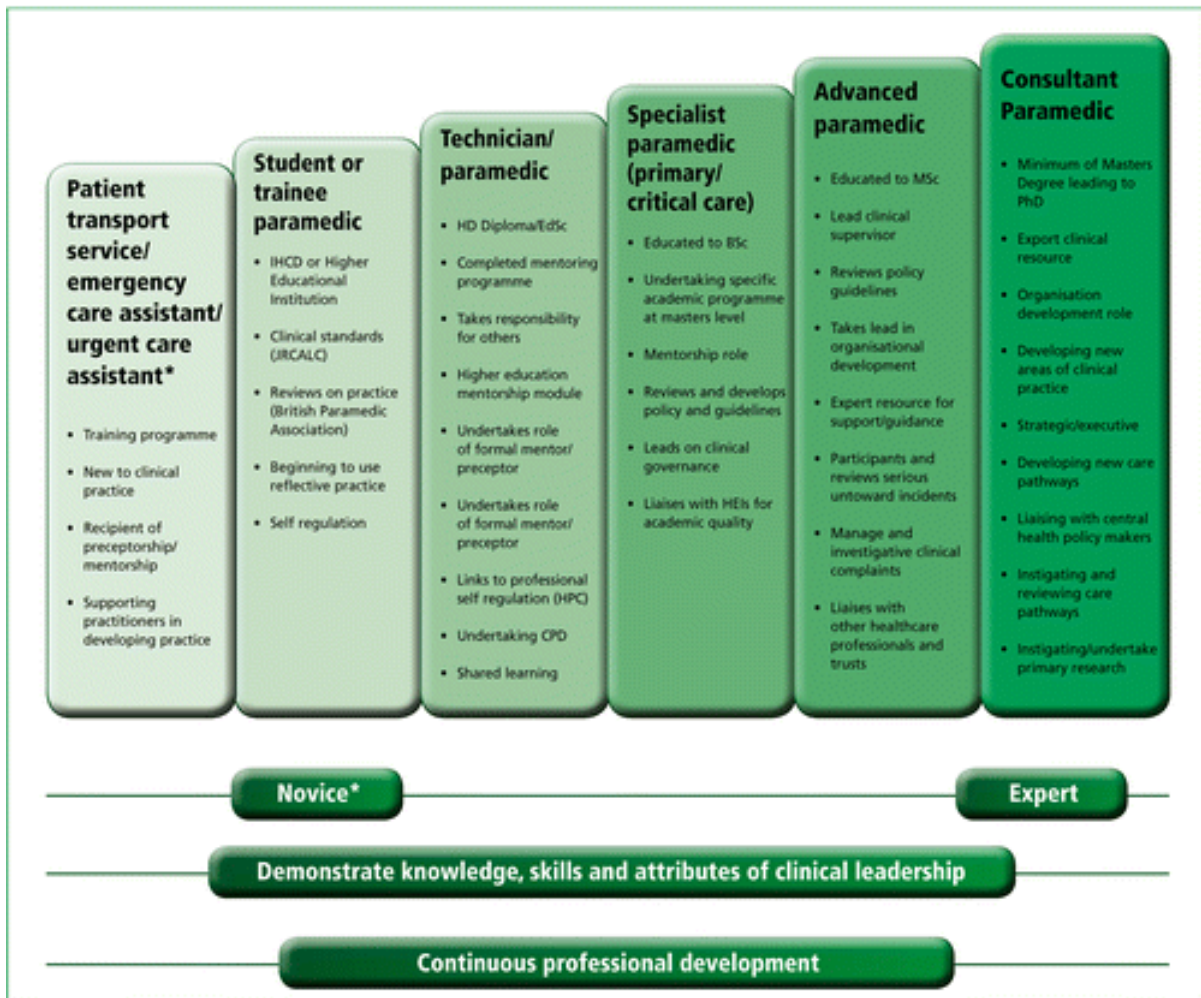 Patient
transport
service/
emergency
care assistant/
urgent care
assistant*
• Training programme
• New to clinical
practice
• Recipient of
preceptorship/
mentorship
• Supporting
practitioners in
developing practice
Student or
trainee
paramedic
• IHCD or Higher
Educational
Institution
• Clinical standards
(JRCALC)
• Reviews on practice
(British Paramedic
Association)
• Beginning to use
reflective practice
• Self regulation
Technician/
paramedic
• HD Diploma/EdSc
• Completed mentoring
programme
• Takes responsibility
for others
• Higher education
mentorship module
• Undertakes role
of formal mentor/
preceptor
• Undertakes role
of formal mentor/
preceptor
• Links to professional
self regulation (HPC)
• Undertaking CPD
• Shared learning
Specialist
paramedic
(primary/
critical care)
• Educated to BSc
• Undertaking specific
academic programme
at masters level
• Mentorship role
• Reviews and develops
policy and guidelines
• Leads on clinical
governance
• Liaises with HEIs for
academic quality
Advanced
paramedic
• Educated to MSc
• Lead clinical
supervisor
• Reviews policy
guidelines
• Takes lead in
organisational
development
• Expert resource for
support/guidance
• Participants and
reviews serious
untoward incidents
• Manage and
investigative clinical
complaints
• Liaises with
other healthcare
professionals and
trusts
Consultant
Paramedic
• Minimum of Masters
Degree leading to
PhD
• Export clinical
resource
• Organisation
development role
• Developing new
areas of clinical
practice
• Strategic/executive
• Developing new care
pathways
• Liaising with central
health policy makers
• Instigating and
reviewing care
pathways
• Instigating/undertake
primary research
Novice*
Expert
Demonstrate knowledge, skills and attributes of clinical leadership
Continuous professional development